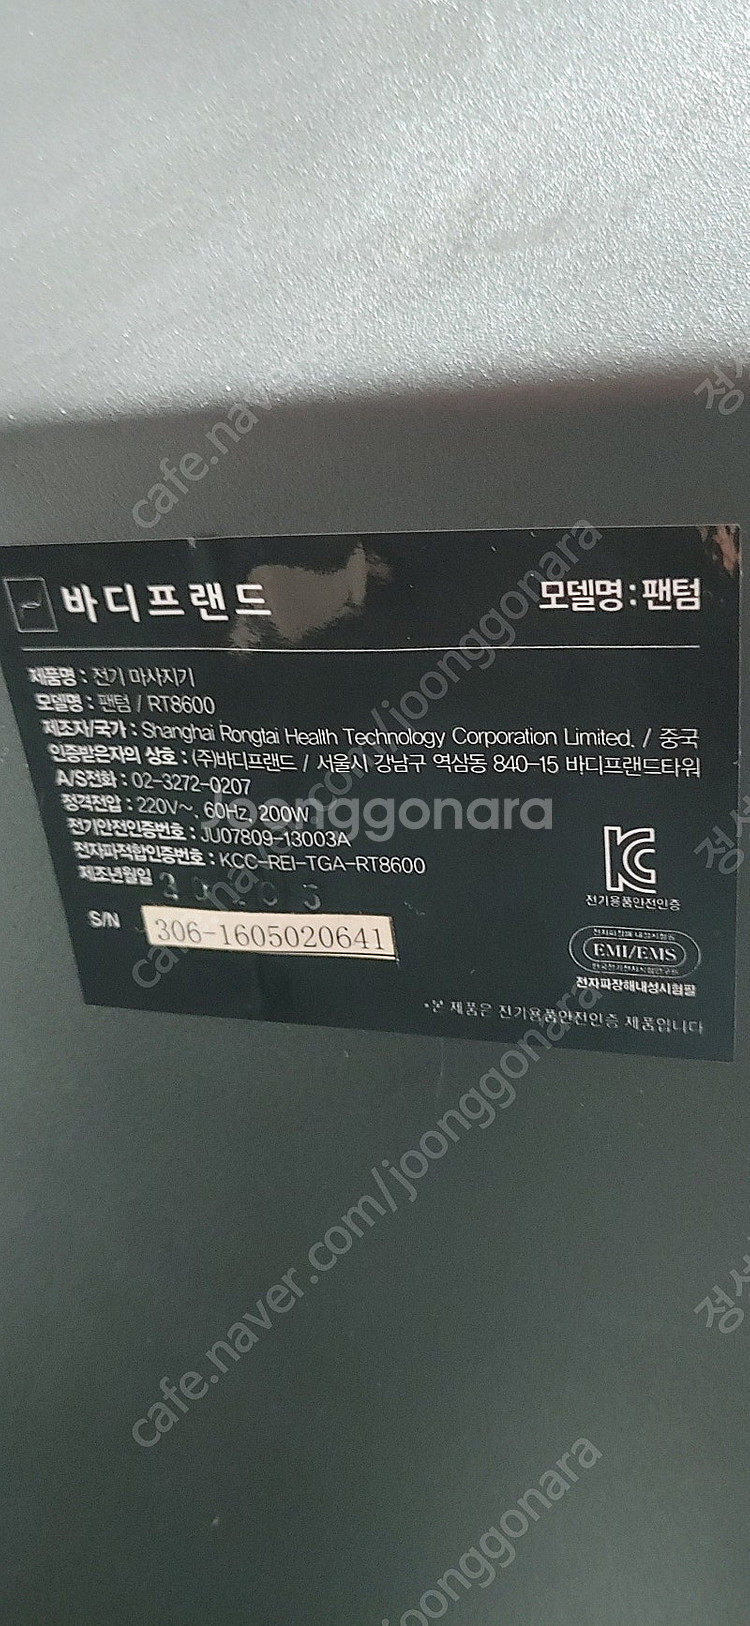 바디프랜드
모델명 : 팬텀
제품명 : 전기 마사지기
모델명 : 팬텀 / RT8600
제조자/국가 : Shanghai Rongtai Health Technology Corporation Limited. / 중국
인증받은자의 상호 : (주)바디프랜드 / 서울시 강남구 역삼동 840-15 바디프랜드타워
A/S전화 : 02-3272-0207
정격전압 : 220V~, 60Hz, 200W
전기안전인증번호 : JU07809-13003A
전자파적합인증번호 : KCC-REI-TGA-RT8600
제조년월일
S/N
306-1605020641
전기용품안전인증
EMI/EMS
전자파장해내성시험필
•본 제품은 전기용품안전인증 제품입니다
joonggonara
cafe.naver.com/joonggonara
cafe.naver.com/joonggonara
joonggonara